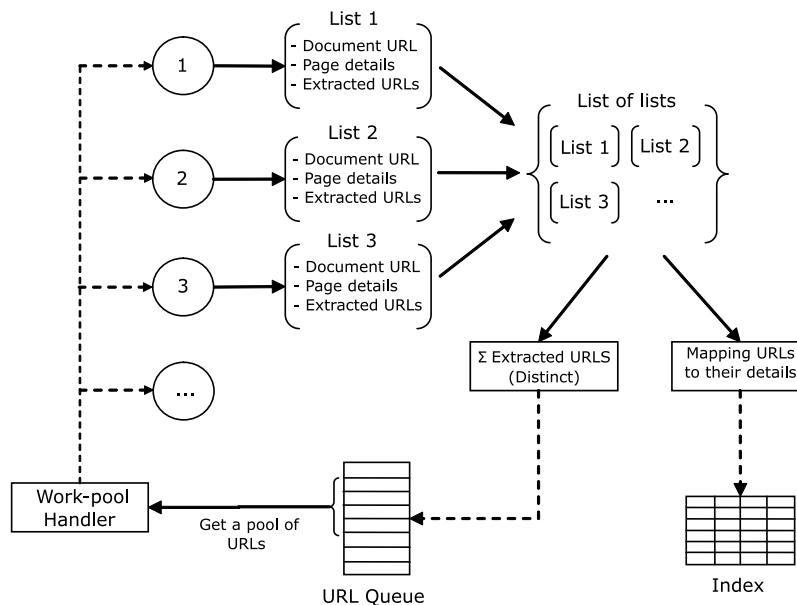 List 1
1
- Document URL
- Page details
- Extracted URLs
List 2
2
- Document URL
- Page details
- Extracted URLs
List 3
3
- Document URL
- Page details
- Extracted URLs
...
List of lists
List 1
List 2
List 3
...
Σ Extracted URLS
(Distinct)
Mapping URLs
to their details
Work-pool
Handler
Get a pool of
URLs
URL Queue
Index